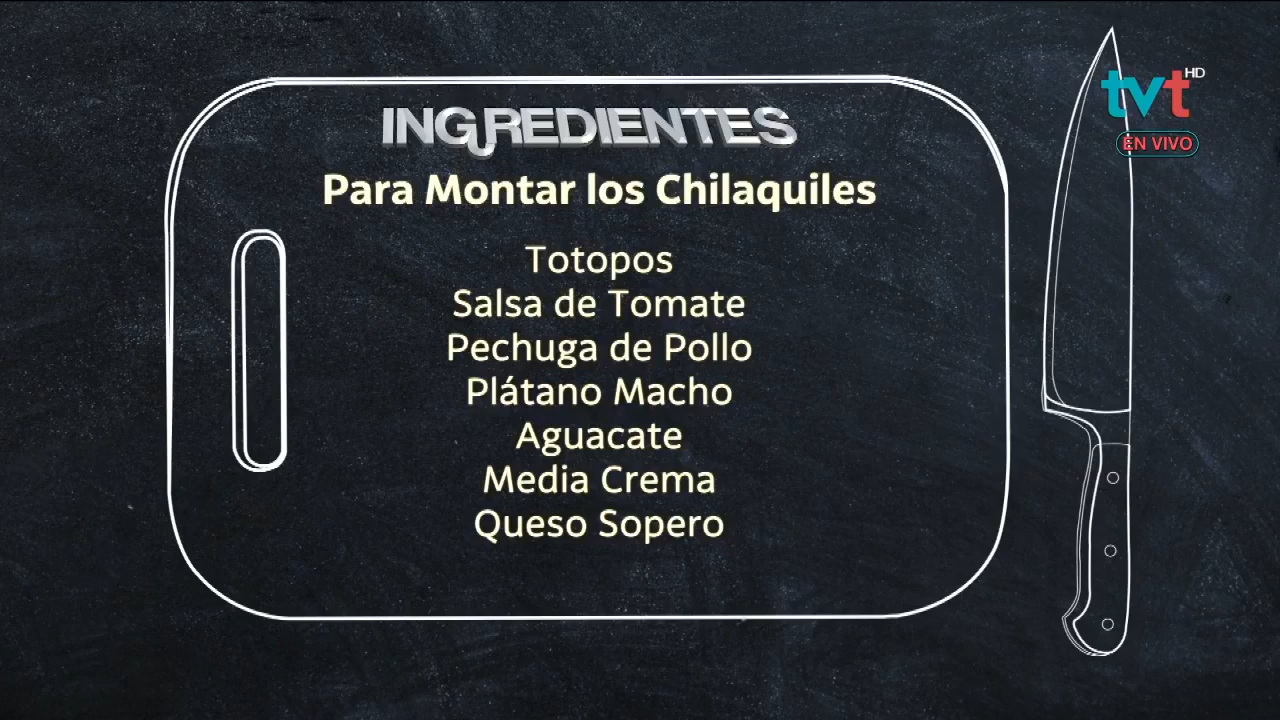 tvt HD
EN VIVO
INGREDIENTES
Para Montar los Chilaquiles
Totopos
Salsa de Tomate
Pechuga de Pollo
Plátano Macho
Aguacate
Media Crema
Queso Sopero